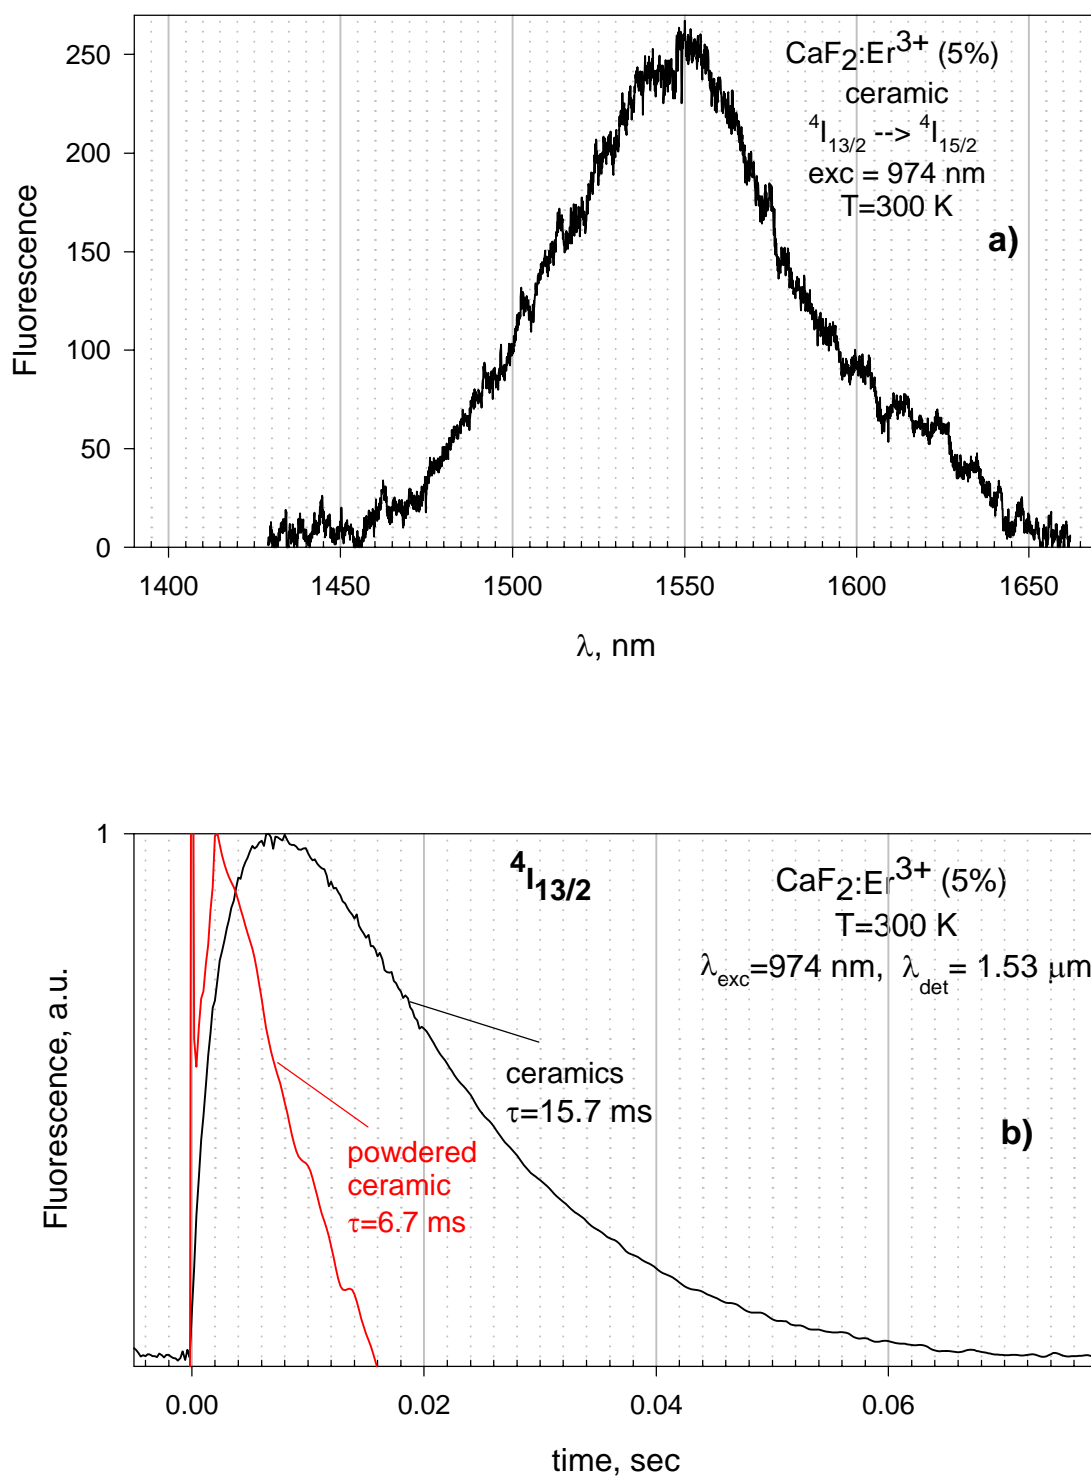 250
200
150
100
50
0
Fluorescence
CaF₂:Er³⁺ (5%)
ceramic
⁴I₁₃/₂ --> ⁴I₁₅/₂
exc = 974 nm
T=300 K
a)
1400 1450 1500 1550 1600 1650
λ, nm
1
Fluorescence, a.u.
⁴I₁₃/₂
CaF₂:Er³⁺ (5%)
T=300 K
λexc=974 nm, λdet= 1.53 μm
ceramics
τ=15.7 ms
powdered
ceramic
τ=6.7 ms
b)
0.00 0.02 0.04 0.06
time, sec